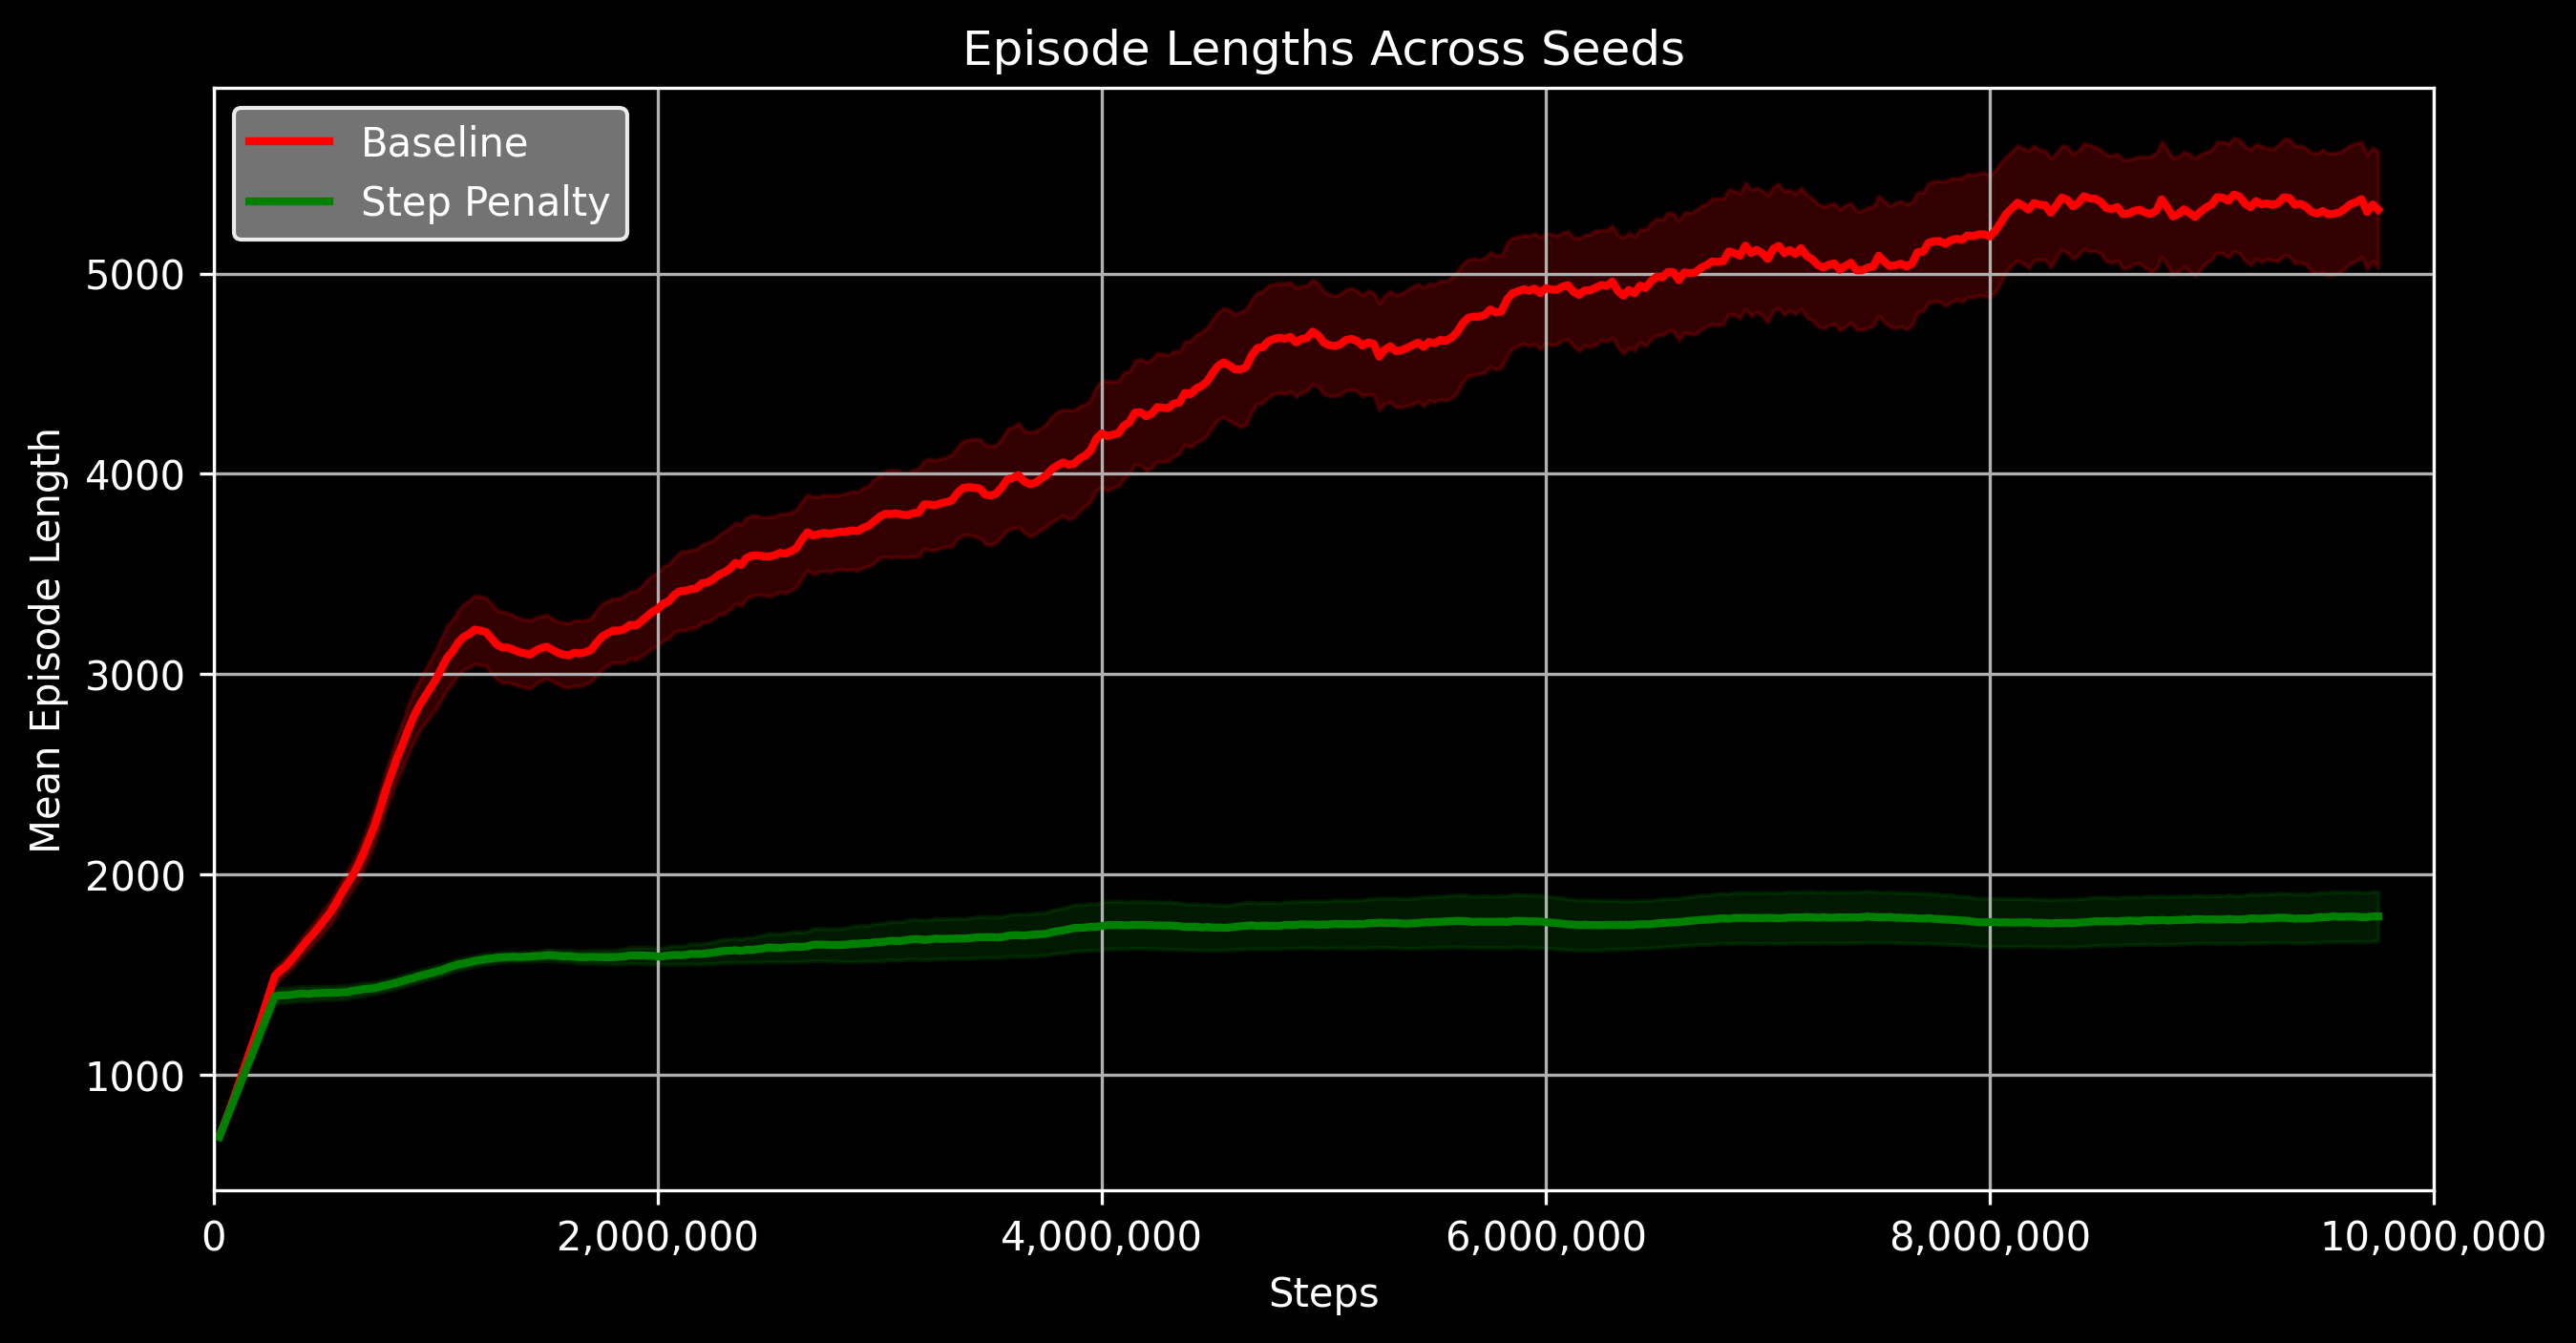 Episode Lengths Across Seeds
Baseline
Step Penalty
Mean Episode Length
5000
4000
3000
2000
1000
0
2,000,000
4,000,000
6,000,000
8,000,000
10,000,000
Steps